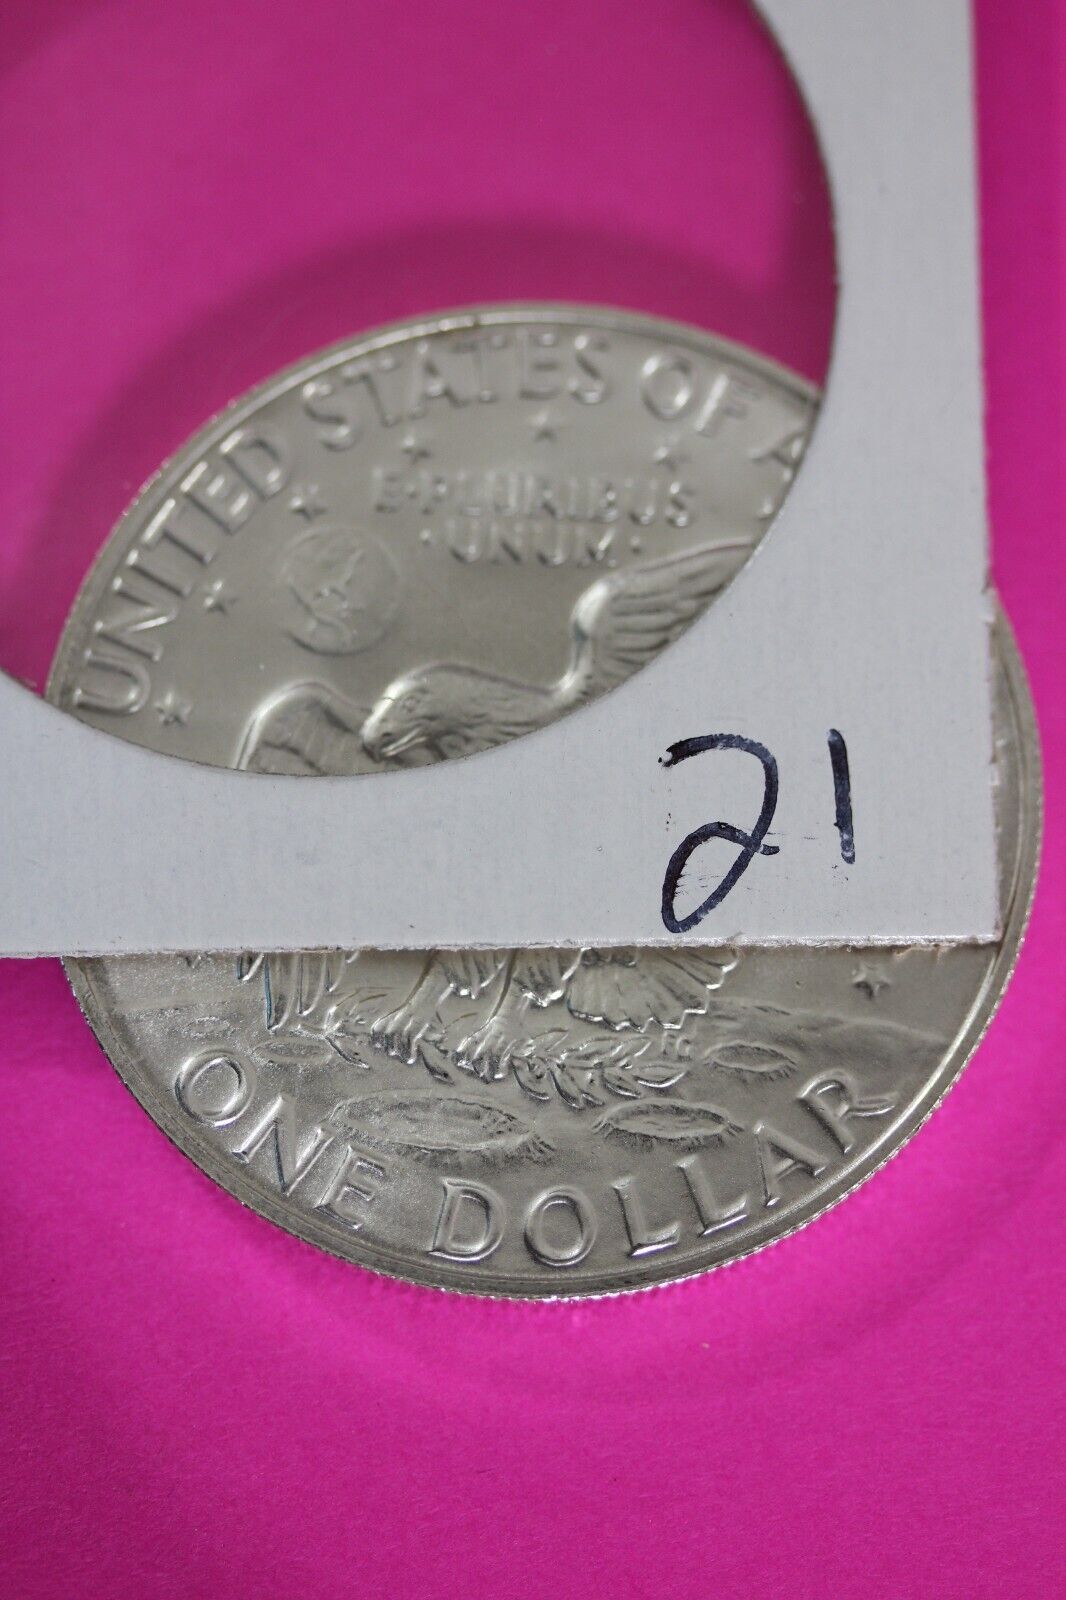 UNITED STATES OF A
E·PLURIBUS
·UNUM·
21
ONE DOLLAR